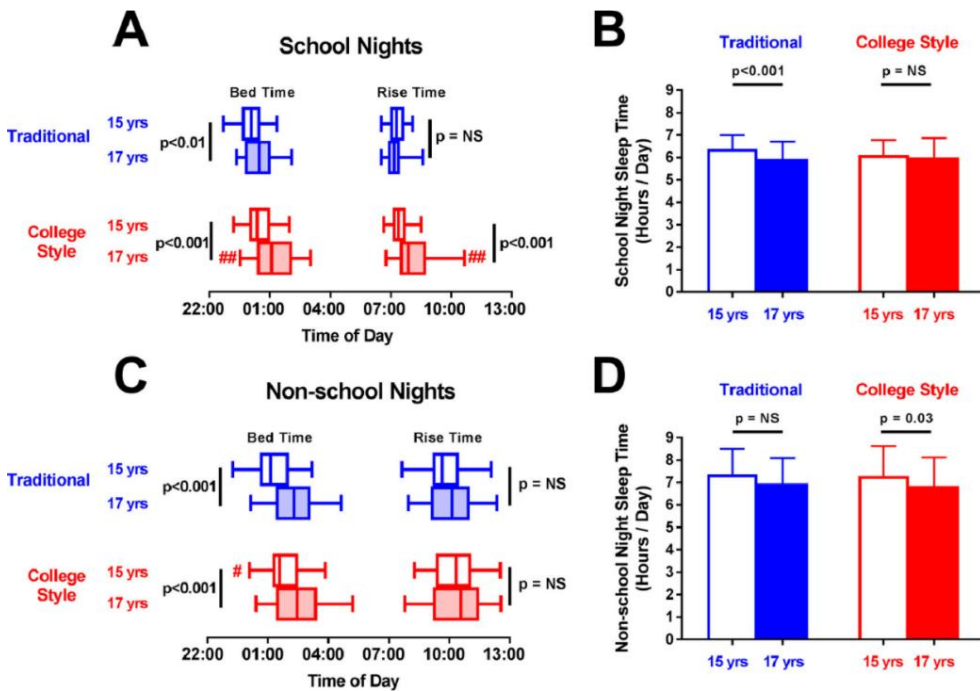 A
School Nights
Bed Time
Rise Time
Traditional
15 yrs
17 yrs
p<0.01
p = NS
College Style
15 yrs
17 yrs
p<0.001
##
##
p<0.001
22:00 01:00 04:00 07:00 10:00 13:00
Time of Day
B
Traditional
College Style
p<0.001
p = NS
School Night Sleep Time
(Hours / Day)
9
8
7
6
5
4
3
2
1
0
15 yrs 17 yrs 15 yrs 17 yrs
C
Non-school Nights
Bed Time
Rise Time
Traditional
15 yrs
17 yrs
p<0.001
p = NS
College Style
15 yrs
17 yrs
p<0.001
#
p = NS
22:00 01:00 04:00 07:00 10:00 13:00
Time of Day
D
Traditional
College Style
p = NS
p = 0.03
Non-school Night Sleep Time
(Hours / Day)
9
8
7
6
5
4
3
2
1
0
15 yrs 17 yrs 15 yrs 17 yrs